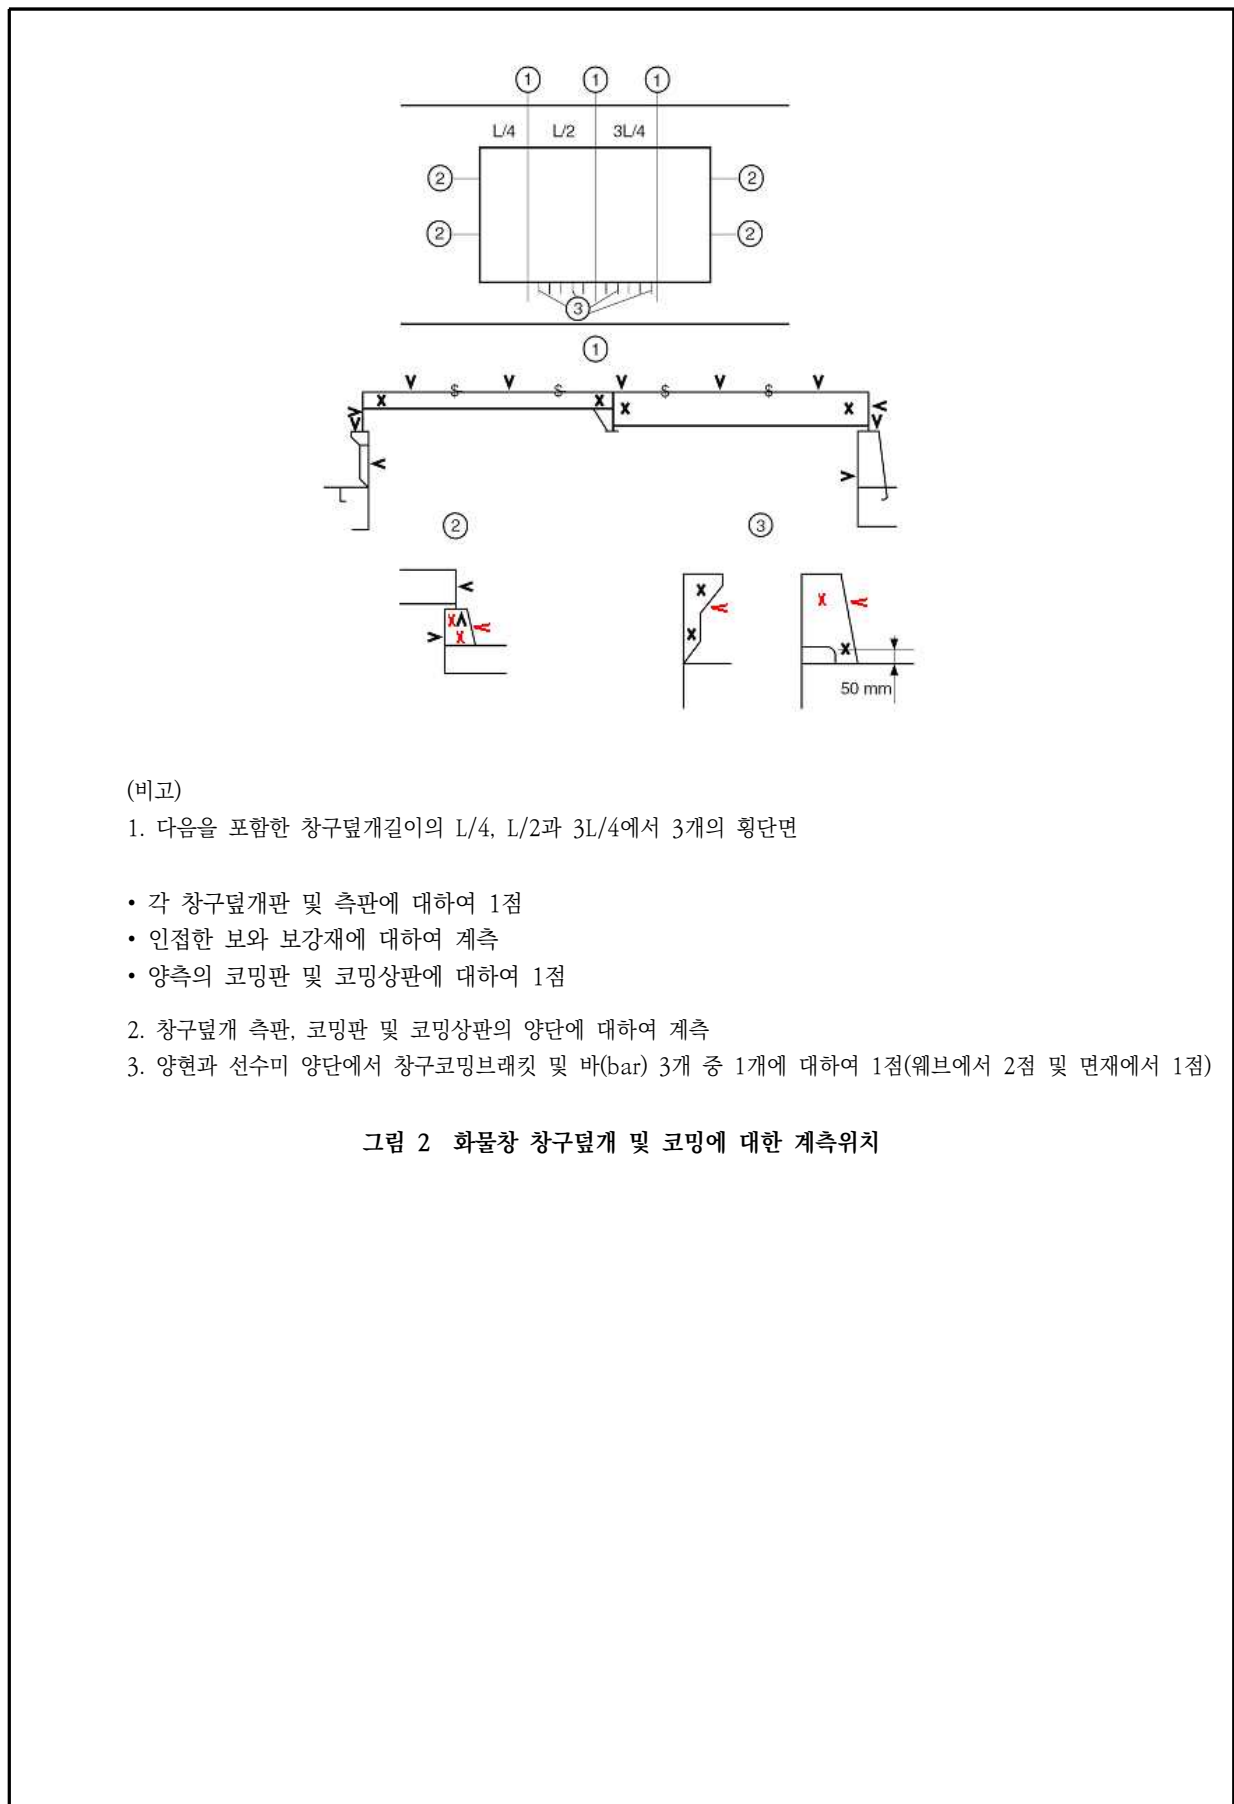 ① ① ①
L/4 L/2 3L/4
② ②
② ②
③
①
② ③
50 mm
(비고)
1. 다음을 포함한 창구덮개길이의 L/4, L/2과 3L/4에서 3개의 횡단면
• 각 창구덮개판 및 측판에 대하여 1점
• 인접한 보와 보강재에 대하여 계측
• 양측의 코밍판 및 코밍상판에 대하여 1점
2. 창구덮개 측판, 코밍판 및 코밍상판의 양단에 대하여 계측
3. 양현과 선수미 양단에서 창구코밍브래킷 및 바(bar) 3개 중 1개에 대하여 1점(웨브에서 2점 및 면재에서 1점)
그림 2 화물창 창구덮개 및 코밍에 대한 계측위치